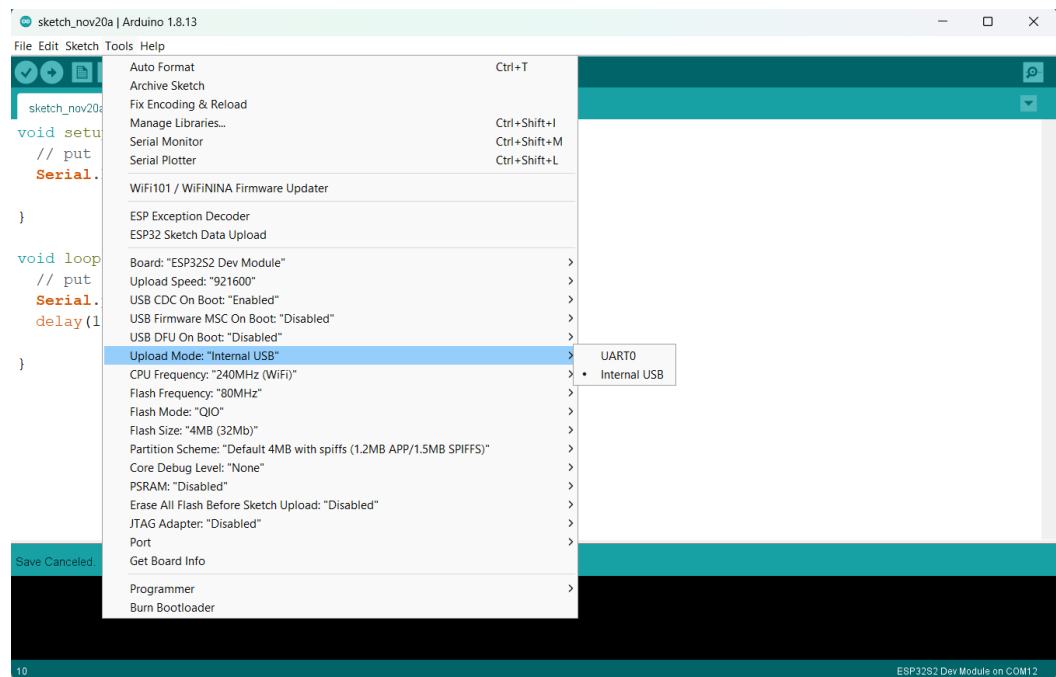 sketch_nov20a | Arduino 1.8.13
File Edit Sketch Tools Help
sketch_nov20a
void setu
// put
Serial.
}
void loop
// put
Serial.
delay(1
}
Auto Format Ctrl+T
Archive Sketch
Fix Encoding & Reload
Manage Libraries... Ctrl+Shift+I
Serial Monitor Ctrl+Shift+M
Serial Plotter Ctrl+Shift+L
WiFi101 / WiFiNINA Firmware Updater
ESP Exception Decoder
ESP32 Sketch Data Upload
Board: "ESP32S2 Dev Module"
Upload Speed: "921600"
USB CDC On Boot: "Enabled"
USB Firmware MSC On Boot: "Disabled"
USB DFU On Boot: "Disabled"
Upload Mode: "Internal USB"
UART0
Internal USB
CPU Frequency: "240MHz (WiFi)"
Flash Frequency: "80MHz"
Flash Mode: "QIO"
Flash Size: "4MB (32Mb)"
Partition Scheme: "Default 4MB with spiffs (1.2MB APP/1.5MB SPIFFS)"
Core Debug Level: "None"
PSRAM: "Disabled"
Erase All Flash Before Sketch Upload: "Disabled"
JTAG Adapter: "Disabled"
Port
Get Board Info
Programmer
Burn Bootloader
Save Canceled.
10
ESP32S2 Dev Module on COM12